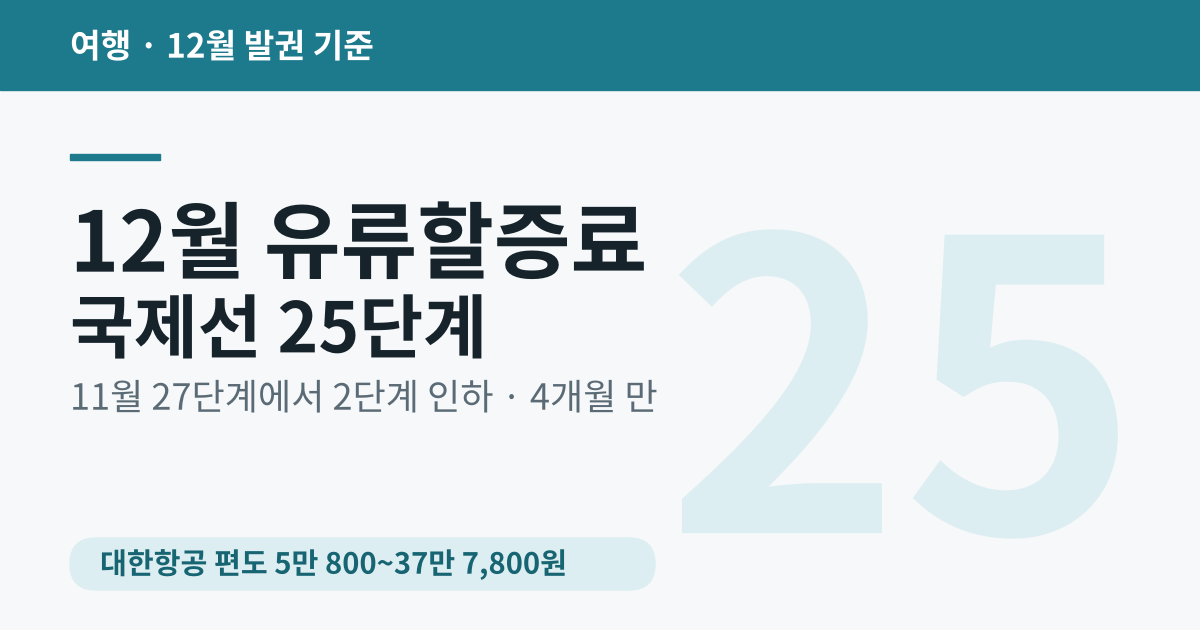 여행 · 12월 발권 기준
12월 유류할증료
국제선 25단계
11월 27단계에서 2단계 인하 · 4개월 만
25
대한항공 편도 5만 800~37만 7,800원